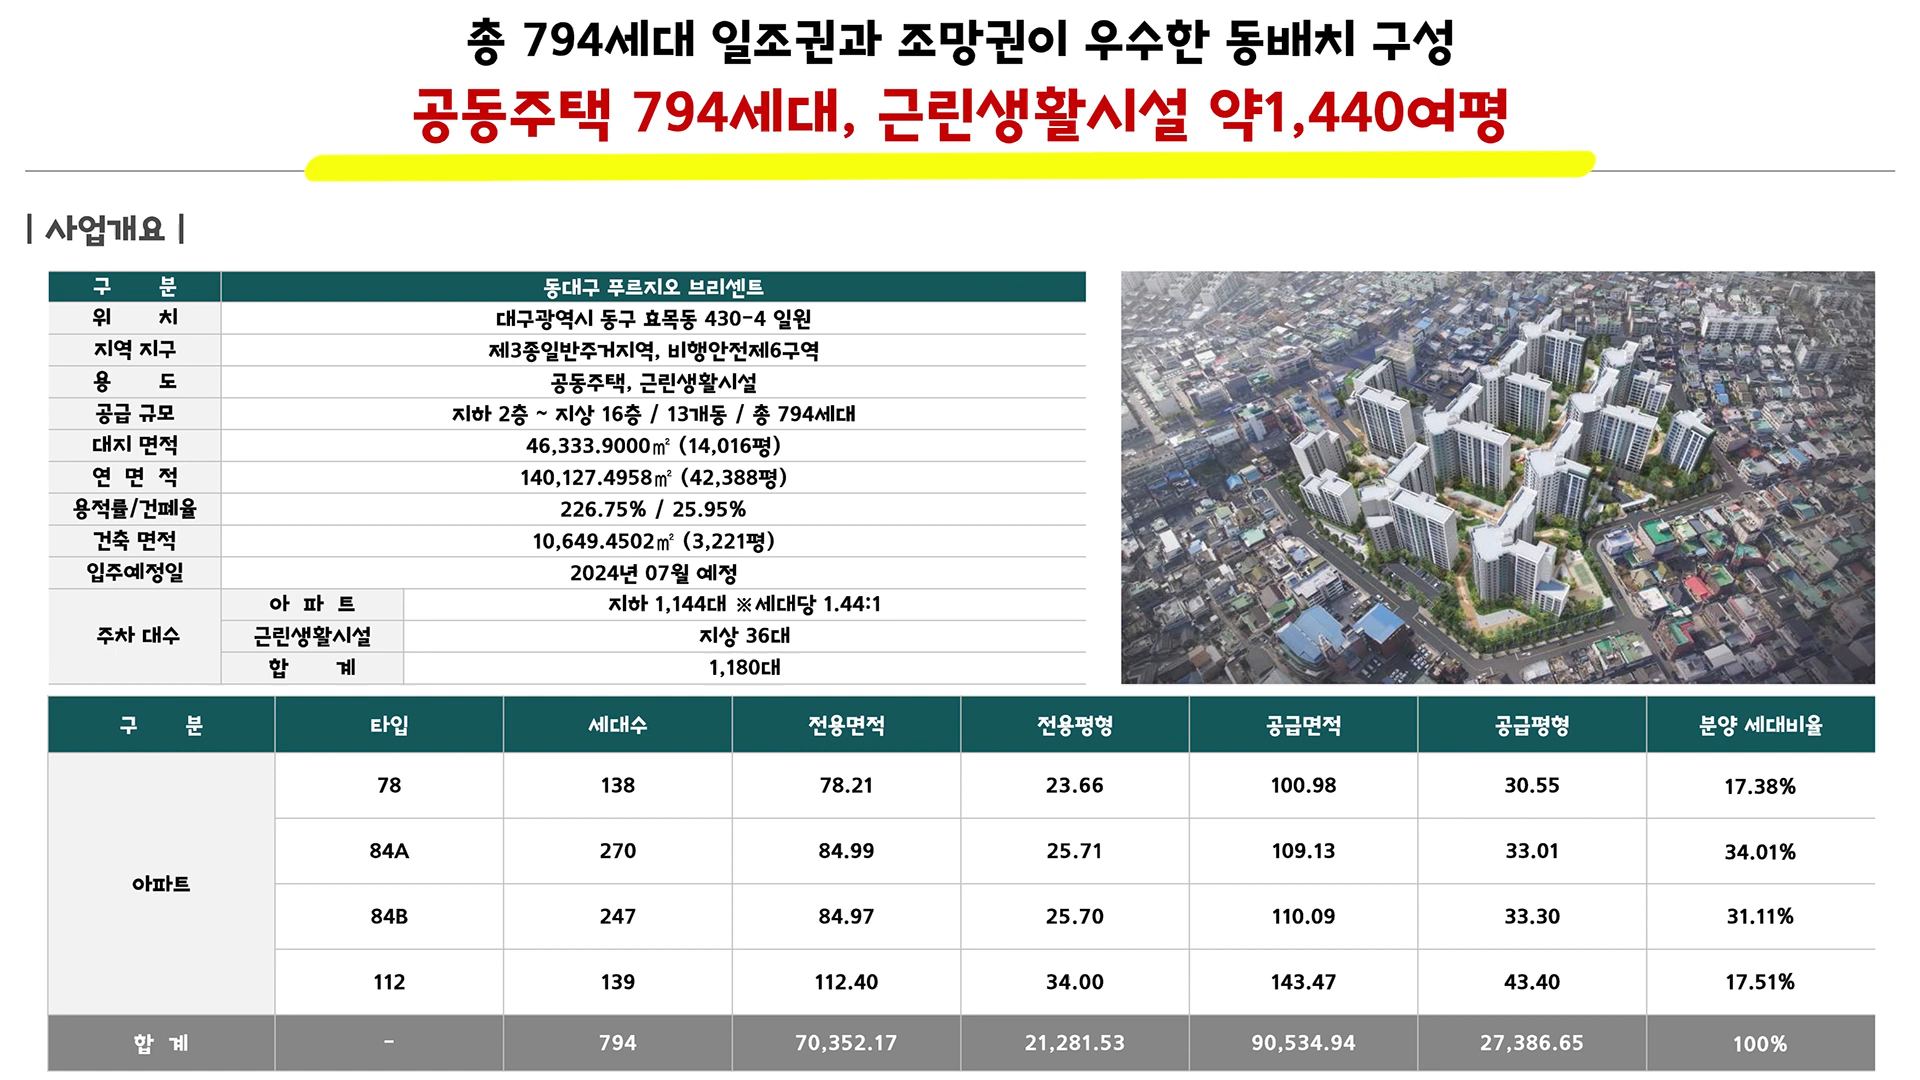 총 794세대 일조권과 조망권이 우수한 동배치 구성
공동주택 794세대, 근린생활시설 약1,440여평
| 사업개요 |
구 분 동대구 푸르지오 브리센트
위 치 대구광역시 동구 효목동 430-4 일원
지역 지구 제3종일반주거지역, 비행안전제6구역
용 도 공동주택, 근린생활시설
공급 규모 지하 2층 ~ 지상 16층 / 13개동 / 총 794세대
대지 면적 46,333.9000㎡ (14,016평)
연 면 적 140,127.4958㎡ (42,388평)
용적률/건폐율 226.75% / 25.95%
건축 면적 10,649.4502㎡ (3,221평)
입주예정일 2024년 07월 예정
주차 대수 아 파 트 지하 1,144대 ※세대당 1.44:1
근린생활시설 지상 36대
합 계 1,180대
구 분 타입 세대수 전용면적 전용평형 공급면적 공급평형 분양 세대비율
아파트 78 138 78.21 23.66 100.98 30.55 17.38%
84A 270 84.99 25.71 109.13 33.01 34.01%
84B 247 84.97 25.70 110.09 33.30 31.11%
112 139 112.40 34.00 143.47 43.40 17.51%
합 계 - 794 70,352.17 21,281.53 90,534.94 27,386.65 100%